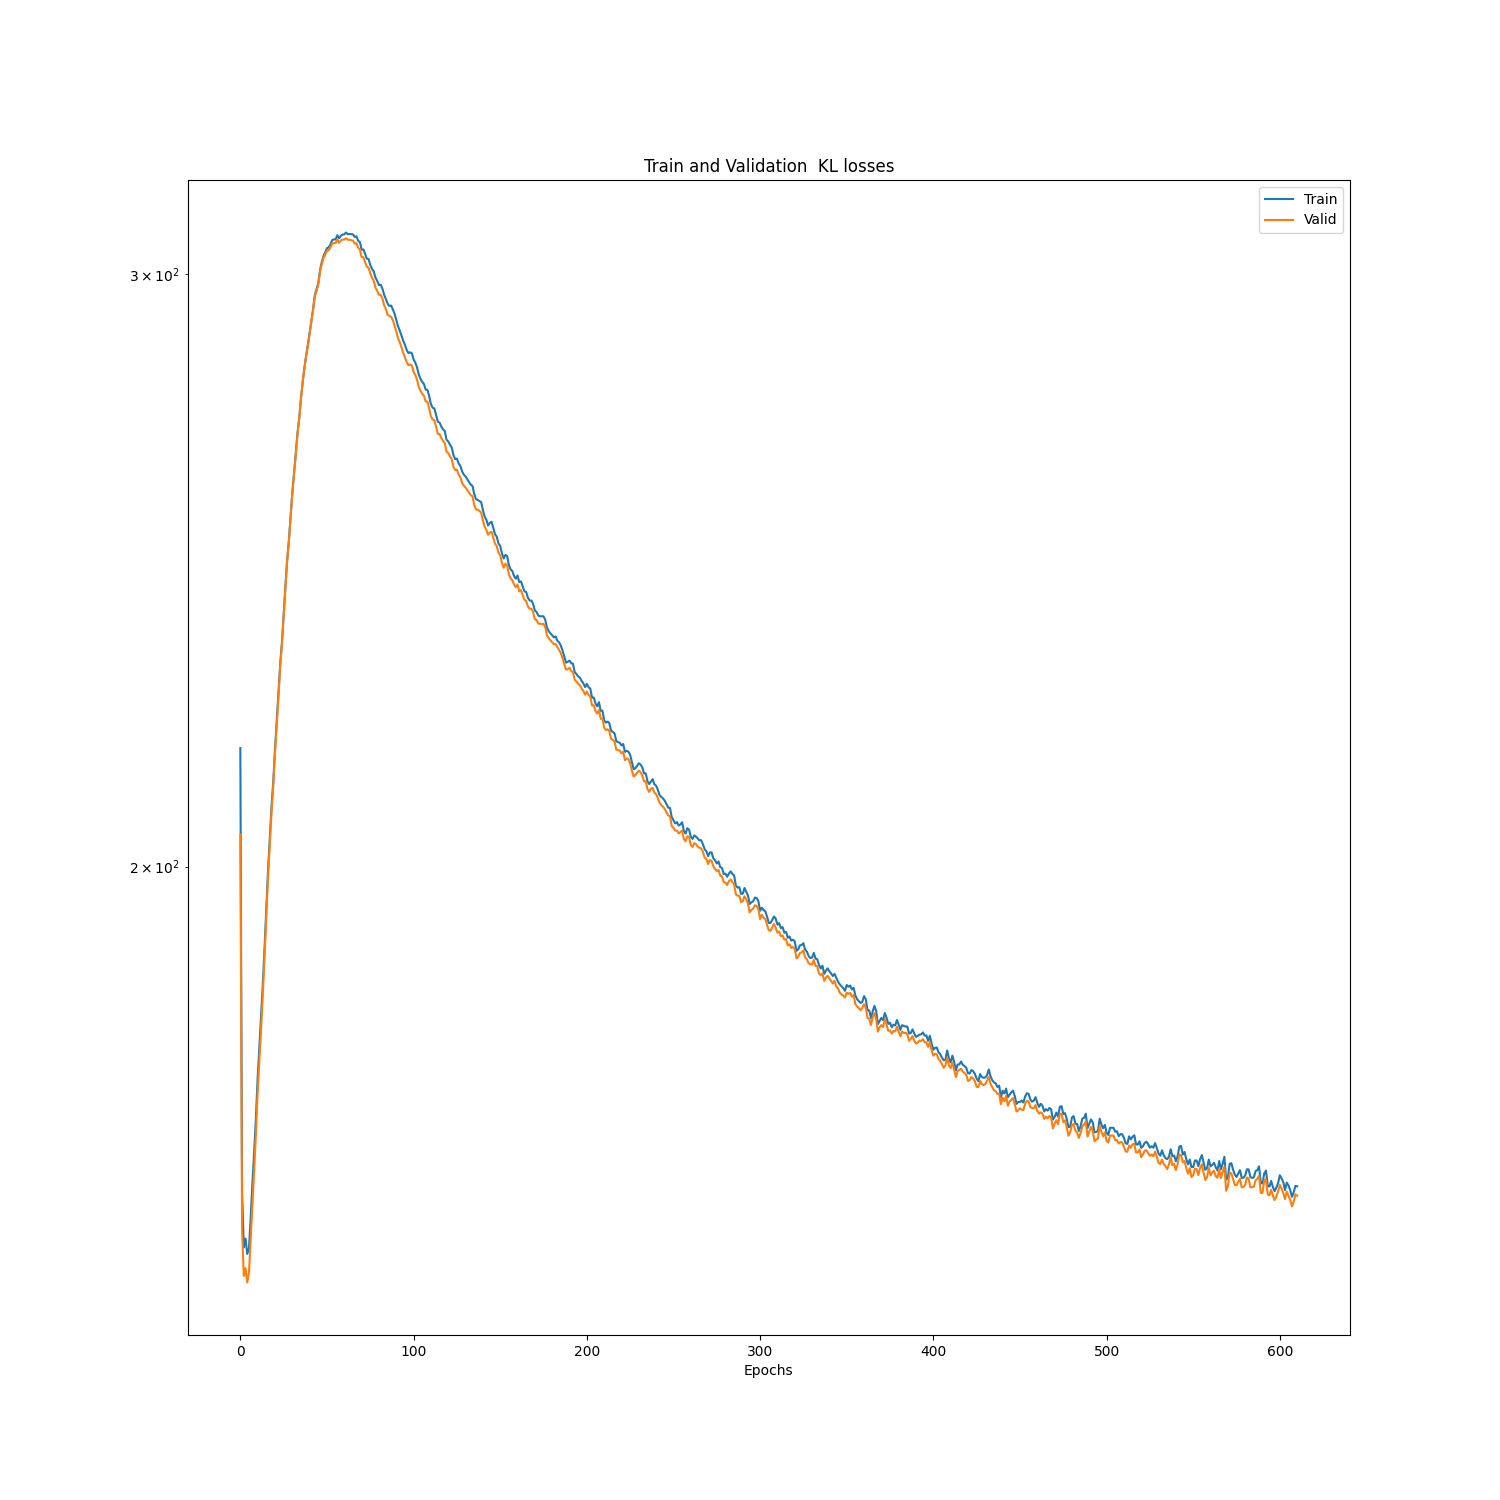 Train and Validation  KL losses
Train
Valid
3 × 10²
2 × 10²
0 100 200 300 400 500 600
Epochs